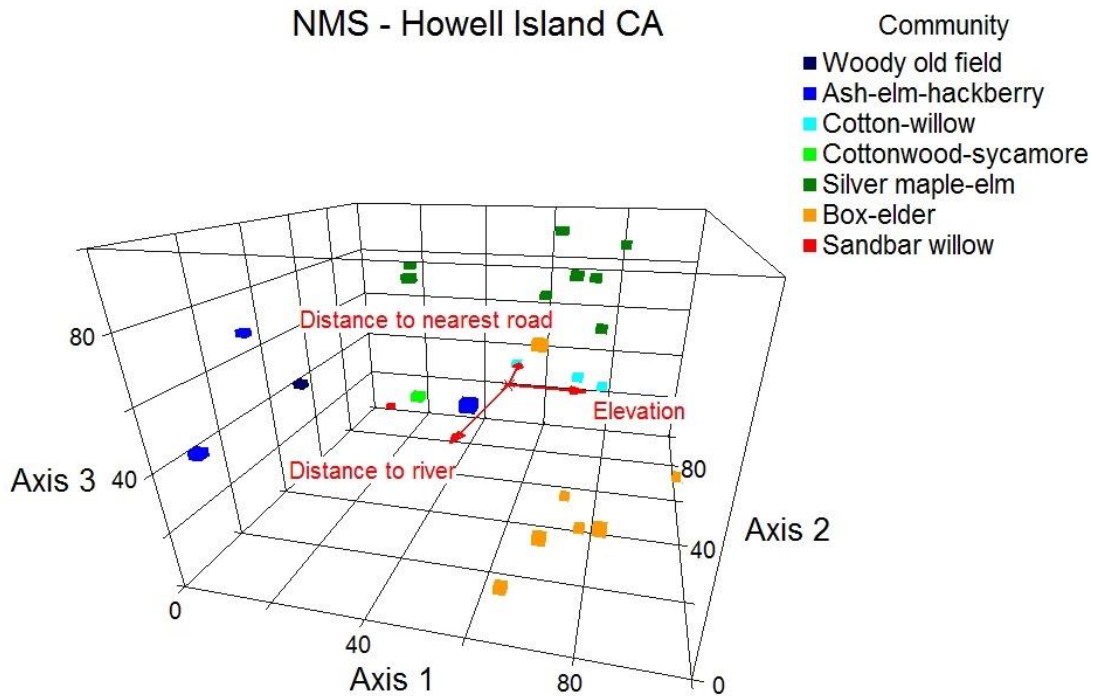 NMS - Howell Island CA
Community
Woody old field
Ash-elm-hackberry
Cotton-willow
Cottonwood-sycamore
Silver maple-elm
Box-elder
Sandbar willow
80
Distance to nearest road
Elevation
Distance to river
Axis 3
40
80
Axis 2
40
0
40
Axis 1
80
0